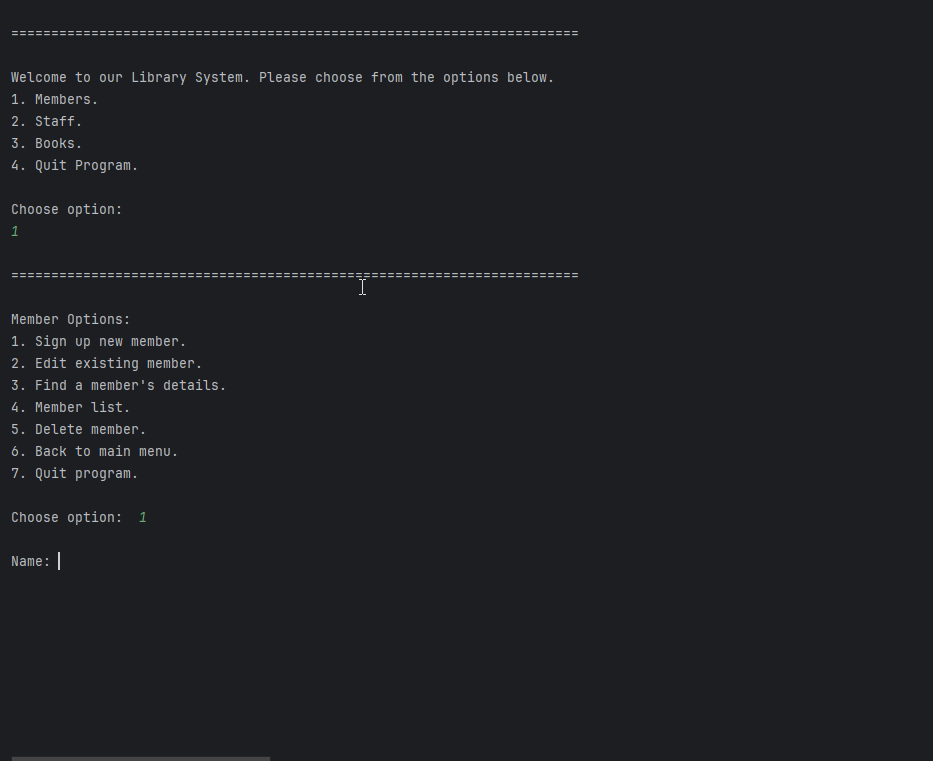 =======================================================================
Welcome to our Library System. Please choose from the options below.
1. Members.
2. Staff.
3. Books.
4. Quit Program.
Choose option:
1
=======================================================================
Member Options:
1. Sign up new member.
2. Edit existing member.
3. Find a member's details.
4. Member list.
5. Delete member.
6. Back to main menu.
7. Quit program.
Choose option:  1
Name: